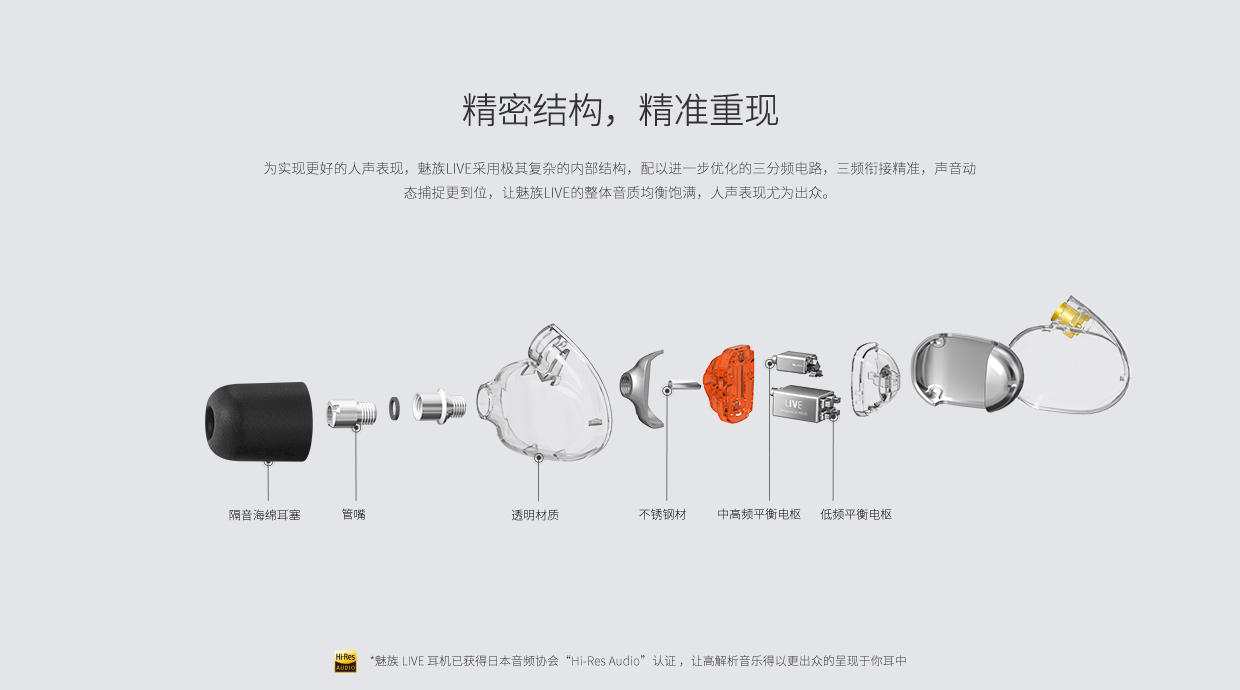 精密结构，精准重现
为实现更好的人声表现，魅族LIVE采用极其复杂的内部结构，配以进一步优化的三分频电路，三频衔接精准，声音动
态捕捉更到位，让魅族LIVE的整体音质均衡饱满，人声表现尤为出众。
LIVE
隔音海绵耳塞
管嘴
透明材质
不锈钢材
中高频平衡电枢
低频平衡电枢
Hi-Res
AUDIO
*魅族 LIVE 耳机已获得日本音频协会“Hi-Res Audio”认证，让高解析音乐得以更出众的呈现于你耳中